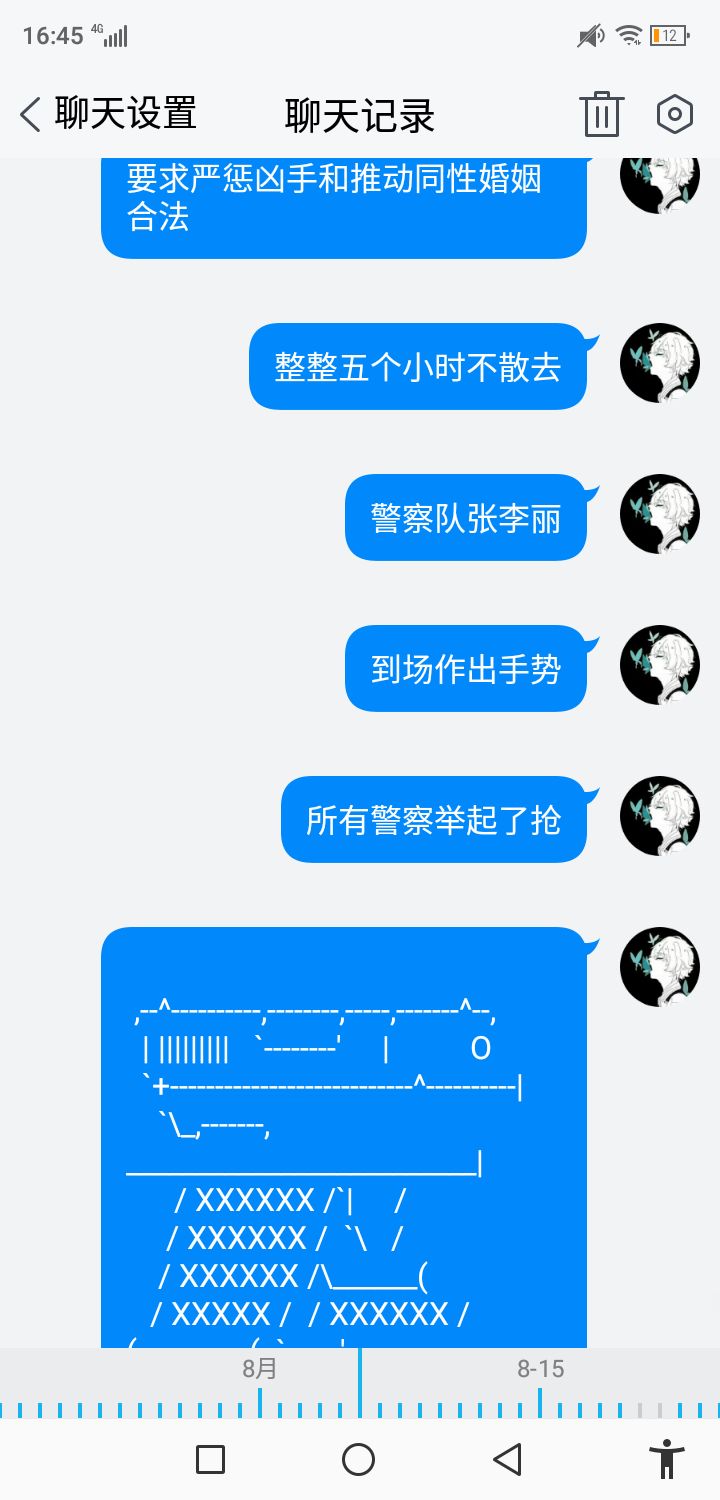 16:45 4G 12
聊天设置 聊天记录
要求严惩凶手和推动同性婚姻
合法
整整五个小时不散去
警察队张李丽
到场作出手势
所有警察举起了抢
,--^----------,--------,-----,-------^--,
| ||||||||| `--------' | O
`+---------------------------^----------|
`\_,-------, 
_________________________|
/ XXXXXX /`| /
/ XXXXXX / `\ /
/ XXXXXX /\______(
/ XXXXX / / XXXXXX /
8月 8-15